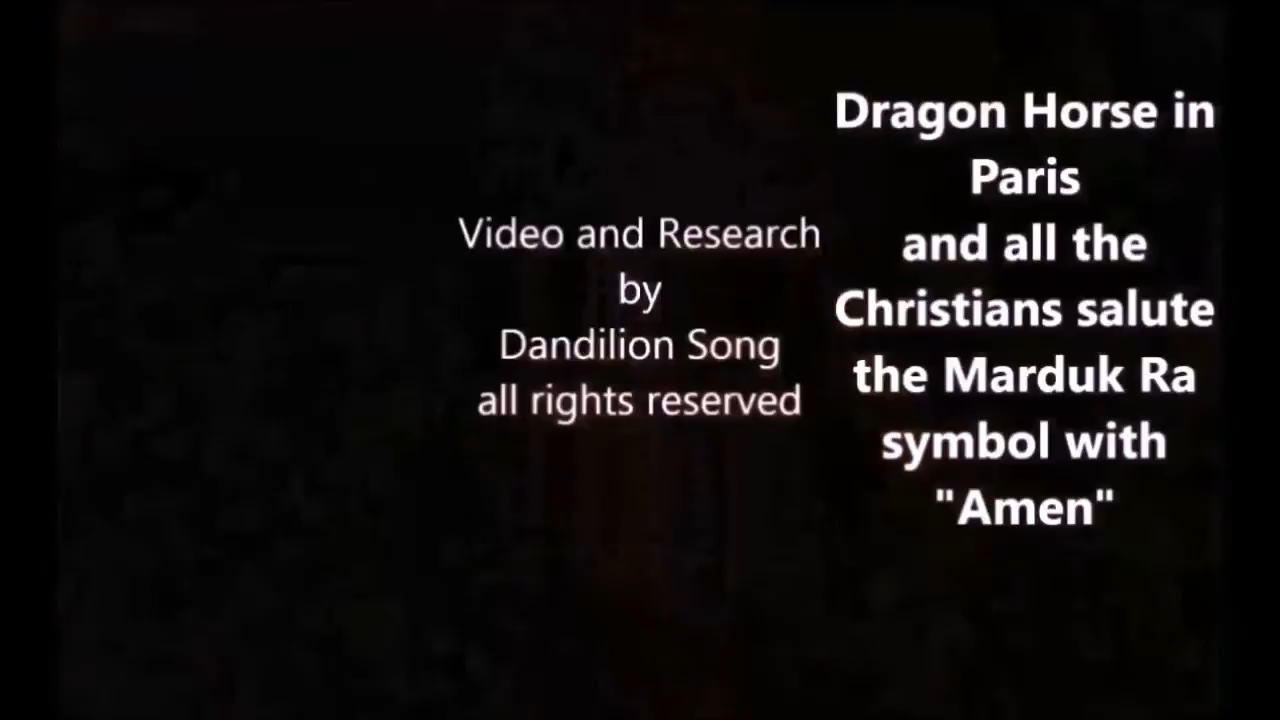 Video and Research
by
Dandilion Song
all rights reserved
Dragon Horse in
Paris
and all the
Christians salute
the Marduk Ra
symbol with
"Amen"